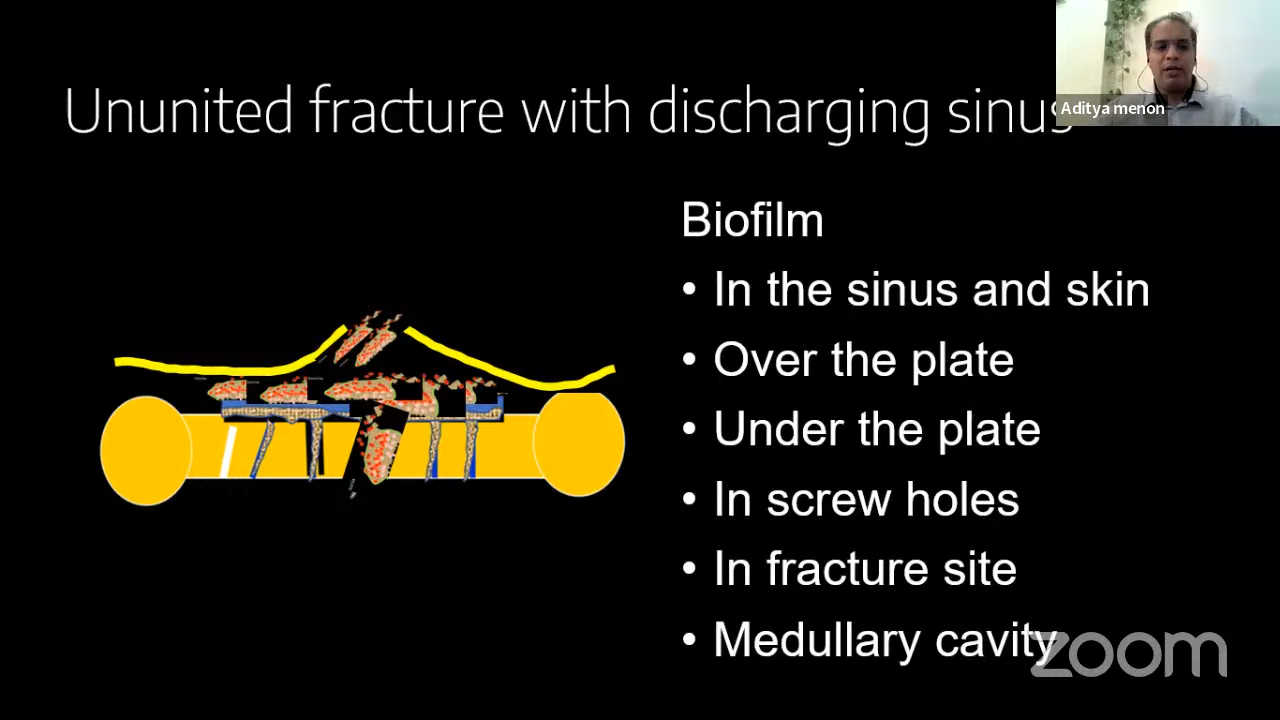 Ununited fracture with discharging sinus
Aditya menon
Biofilm
• In the sinus and skin
• Over the plate
• Under the plate
• In screw holes
• In fracture site
• Medullary cavity
zoom